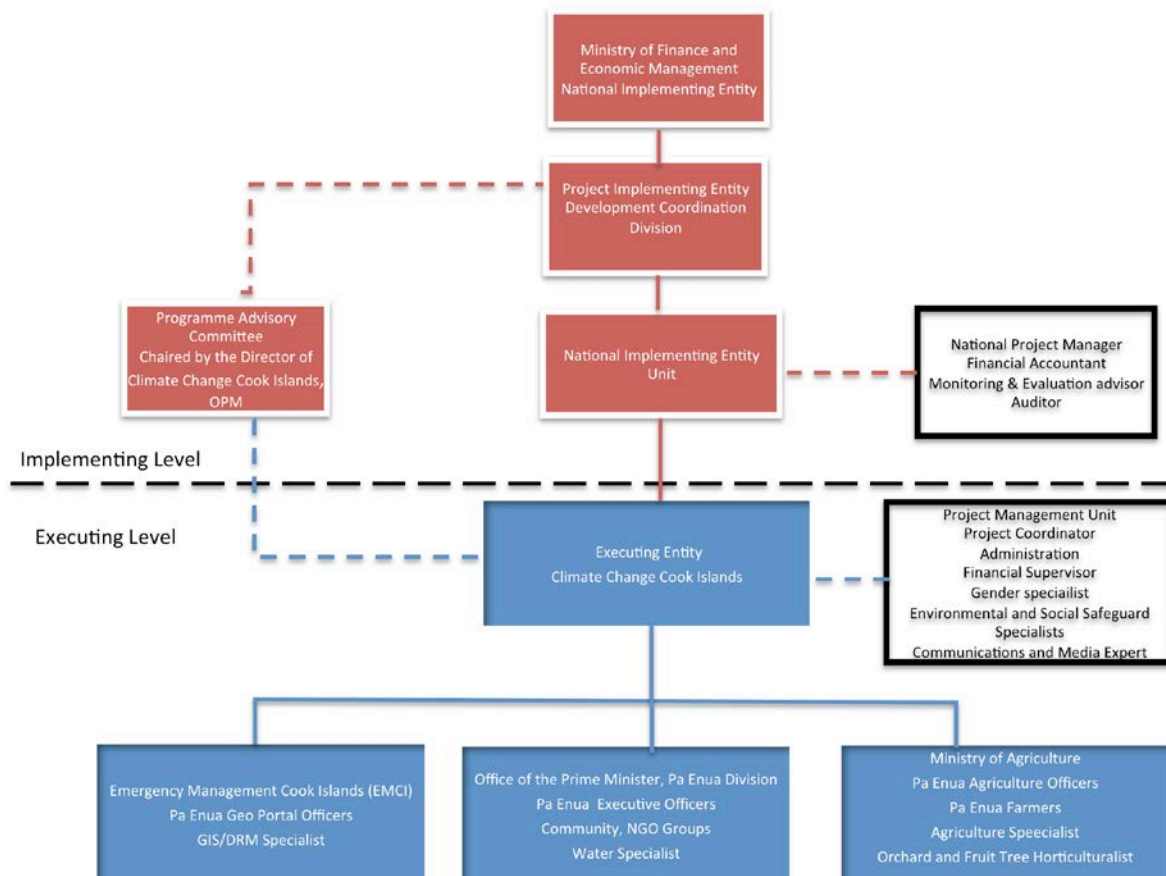 Ministry of Finance and
Economic Management
National Implementing Entity
Project Implementing Entity
Development Coordination
Division
Programme Advisory
Committee
Chaired by the Director of
Climate Change Cook Islands,
OPM
National Implementing Entity
Unit
National Project Manager
Financial Accountant
Monitoring & Evaluation advisor
Auditor
Implementing Level
Executing Level
Executing Entity
Climate Change Cook Islands
Project Management Unit
Project Coordinator
Administration
Financial Supervisor
Gender speciailist
Environmental and Social Safeguard
Specialists
Communications and Media Expert
Emergency Management Cook Islands (EMCI)
Pa Enua Geo Portal Officers
GIS/DRM Specialist
Office of the Prime Minister, Pa Enua Division
Pa Enua Executive Officers
Community, NGO Groups
Water Specialist
Ministry of Agriculture
Pa Enua Agriculture Officers
Pa Enua Farmers
Agriculture Speecialist
Orchard and Fruit Tree Horticulturalist